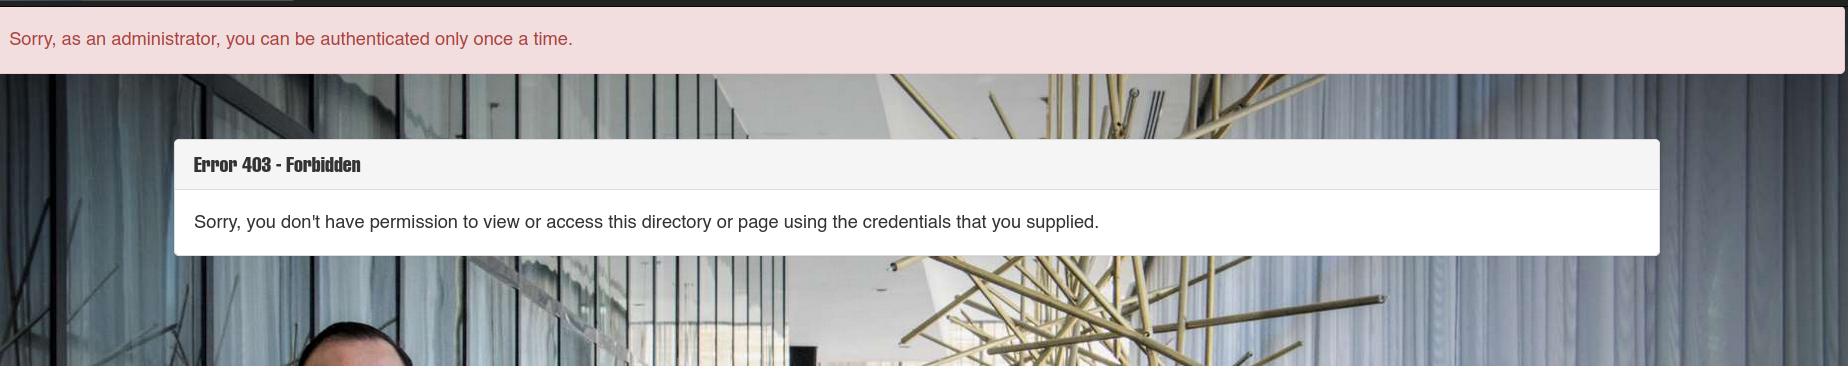 Sorry, as an administrator, you can be authenticated only once a time.
Error 403 - Forbidden
Sorry, you don't have permission to view or access this directory or page using the credentials that you supplied.